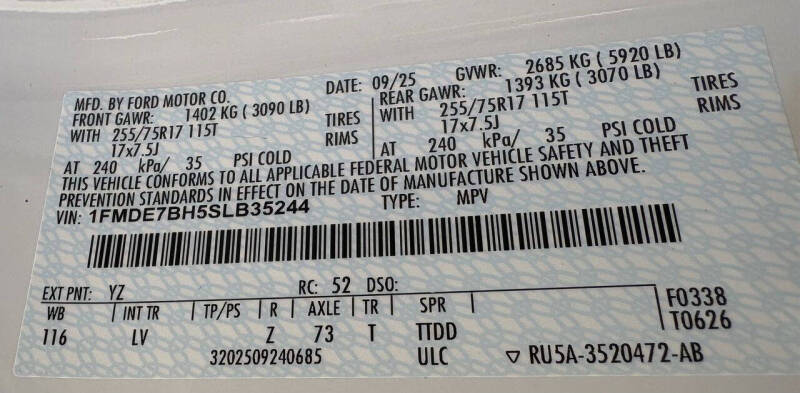 MFD. BY FORD MOTOR CO. DATE: 09/25 GVWR: 2685 KG ( 5920 LB)
FRONT GAWR: 1402 KG ( 3090 LB) REAR GAWR: 1393 KG ( 3070 LB)
WITH 255/75R17 115T TIRES WITH 255/75R17 115T TIRES
17x7.5J RIMS 17x7.5J RIMS
AT 240 kPa/ 35 PSI COLD AT 240 kPa/ 35 PSI COLD
THIS VEHICLE CONFORMS TO ALL APPLICABLE FEDERAL MOTOR VEHICLE SAFETY AND THEFT
PREVENTION STANDARDS IN EFFECT ON THE DATE OF MANUFACTURE SHOWN ABOVE.
VIN: 1FMDE7BH5SLB35244 TYPE: MPV
EXT PNT: YZ RC: 52 DSO:
WB INT TR TP/PS R AXLE TR SPR F0338
116 LV Z 73 T TTDD T0626
3202509240685 ULC ▽ RU5A-3520472-AB